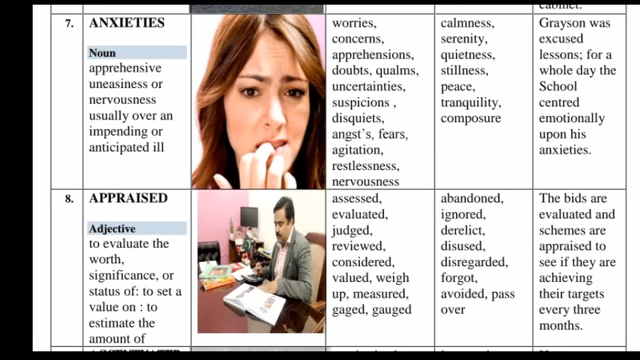 cabinet.
7.
ANXIETIES
Noun
apprehensive
uneasiness or
nervousness
usually over an
impending or
anticipated ill
worries,
concerns,
apprehensions,
doubts, qualms,
uncertainties,
suspicions ,
disquiets,
angst’s, fears,
agitation,
restlessness,
nervousness
calmness,
serenity,
quietness,
stillness,
peace,
tranquility,
composure
Grayson was
excused
lessons; for a
whole day the
School
centred
emotionally
upon his
anxieties.
8.
APPRAISED
Adjective
to evaluate the
worth,
significance, or
status of: to set a
value on : to
estimate the
amount of
assessed,
evaluated,
judged,
reviewed,
considered,
valued, weigh
up, measured,
gaged, gauged
abandoned,
ignored,
derelict,
disused,
disregarded,
forgot,
avoided, pass
over
The bids are
evaluated and
schemes are
appraised to
see if they are
achieving
their targets
every three
months.